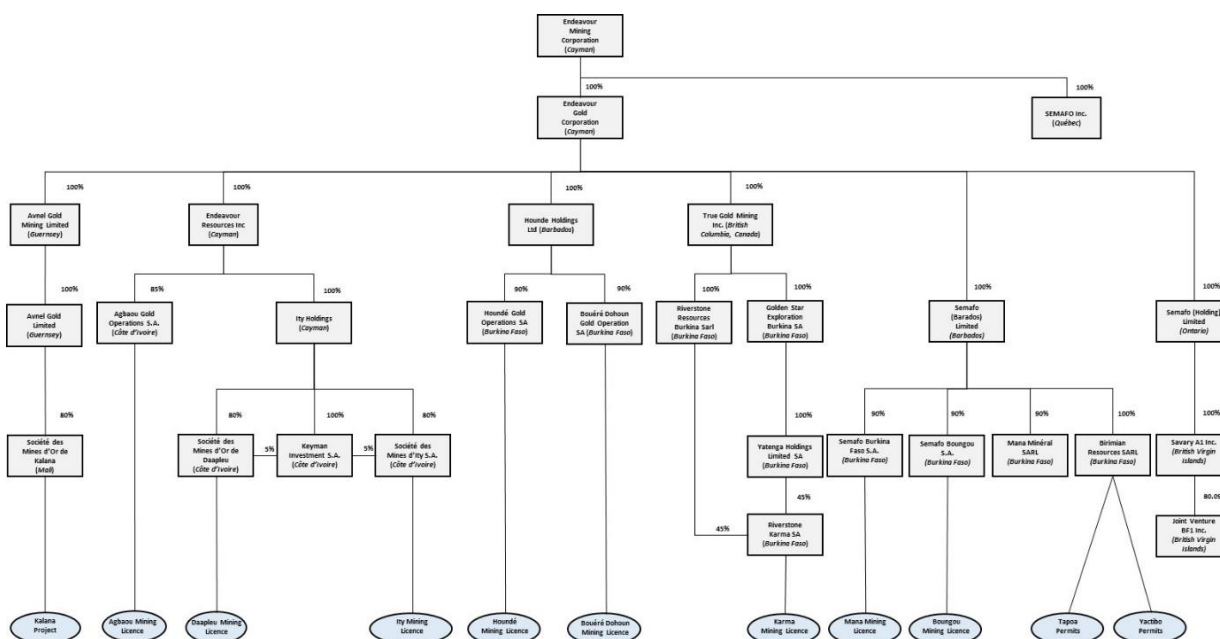 Endeavour
Mining
Corporation
(Cayman)
100%
100%
Endeavour
Gold
Corporation
(Cayman)
SEMAFO Inc.
(Québec)
100%
100%
100%
100%
100%
100%
Avnel Gold
Mining Limited
(Guernsey)
Endeavour
Resources Inc
(Cayman)
Hounde Holdings
Ltd (Barbados)
True Gold Mining
Inc. (British
Columbia, Canada)
100%
85%
100%
90%
90%
100%
100%
Avnel Gold
Limited
(Guernsey)
Agbaou Gold
Operations S.A.
(Côte d'Ivoire)
Ity Holdings
(Cayman)
Houndé Gold
Operations SA
(Burkina Faso)
Bouéré Dohoun
Gold Operation
SA (Burkina Faso)
Riverstone
Resources
Burkina Sarl
(Burkina Faso)
Golden Star
Exploration
Burkina SA
(Burkina Faso)
Semafo
(Barados)
Limited
(Barbados)
Semafo (Holding)
Limited
(Ontario)
80%
80%
100%
80%
100%
90%
90%
90%
100%
100%
Société des
Mines d'Or de
Kalana
(Mali)
Société des
Mines d'Or de
Daapleu
(Côte d'Ivoire)
5%
Keyman
Investment S.A.
(Côte d'Ivoire)
5%
Société des
Mines d'Ity S.A.
(Côte d'Ivoire)
Yatenga Holdings
Limited SA
(Burkina Faso)
Semafo Burkina
Faso S.A.
(Burkina Faso)
Semafo Boungou
S.A.
(Burkina Faso)
Mana Minéral
SARL
(Burkina Faso)
Birimian
Resources SARL
(Burkina Faso)
Savary A1 Inc.
(British Virgin
Islands)
45%
45%
Riverstone
Karma SA
(Burkina Faso)
Joint Venture
BF1 Inc.
(British Virgin
Islands)
Kalana
Project
Agbaou Mining
Licence
Daapleu Mining
Licence
Ity Mining
Licence
Houndé
Mining Licence
Bouéré Dohoun
Mining Licence
Karma
Mining Licence
Mana Mining
Licence
Boungou
Mining Licence
Tapoa
Permits
Yactibo
Permits